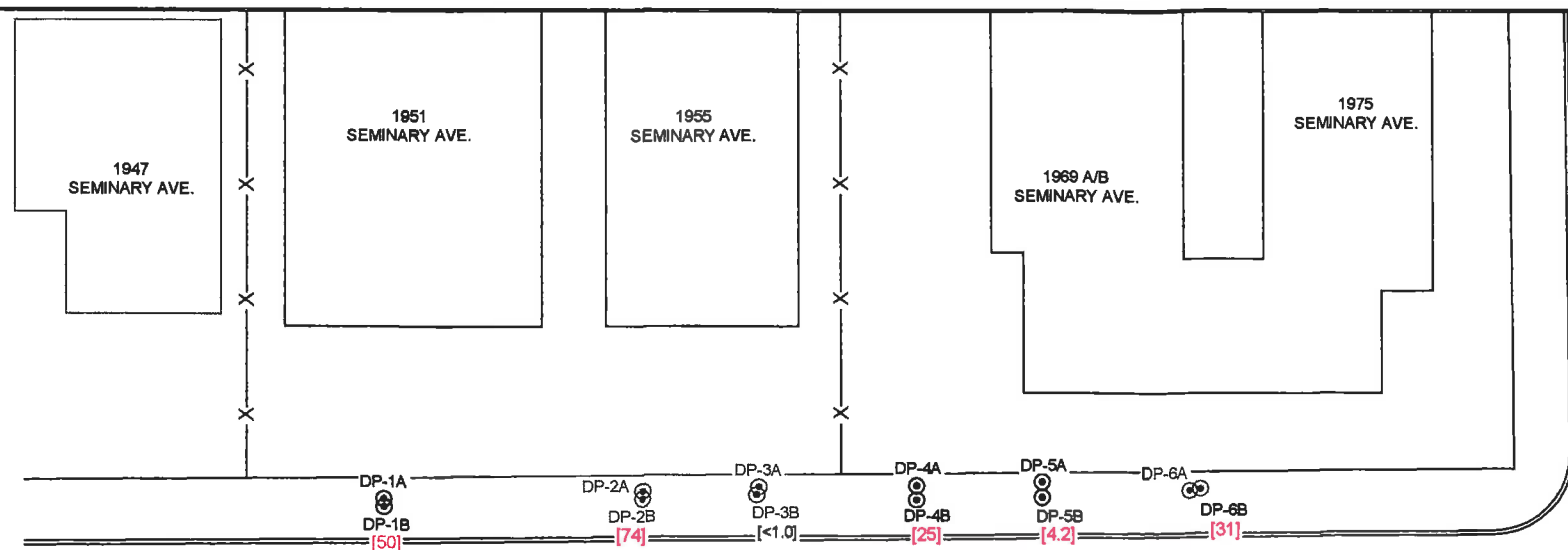 1947
SEMINARY AVE.
1951
SEMINARY AVE.
1955
SEMINARY AVE.
1969 A/B
SEMINARY AVE.
1975
SEMINARY AVE.
DP-1A
DP-1B
[50]
DP-2A
DP-2B
[74]
DP-3A
DP-3B
[<1.0]
DP-4A
DP-4B
[25]
DP-5A
DP-5B
[4.2]
DP-6A
DP-6B
[31]